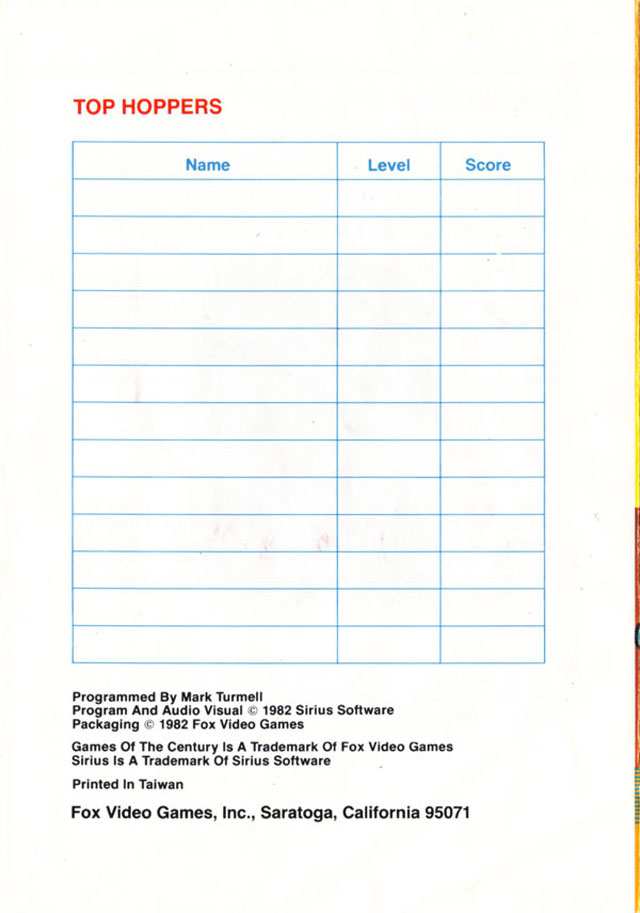 TOP HOPPERS
Name Level Score
Programmed By Mark Turmell
Program And Audio Visual © 1982 Sirius Software
Packaging © 1982 Fox Video Games
Games Of The Century Is A Trademark Of Fox Video Games
Sirius Is A Trademark Of Sirius Software
Printed In Taiwan
Fox Video Games, Inc., Saratoga, California 95071